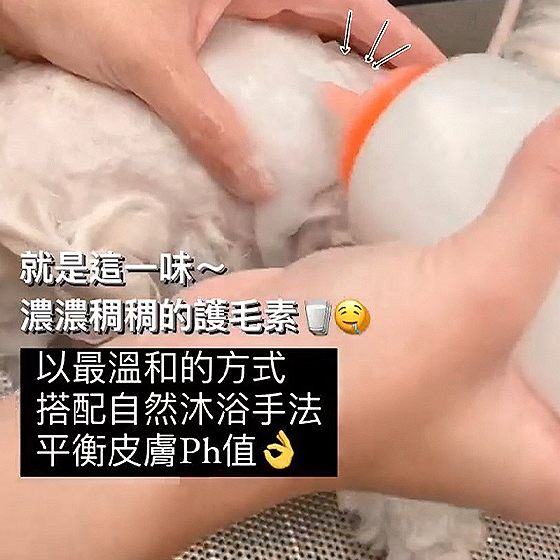 就是這一味～
濃濃稠稠的護毛素🥛🤤
以最溫和的方式
搭配自然沐浴手法
平衡皮膚Ph值👌